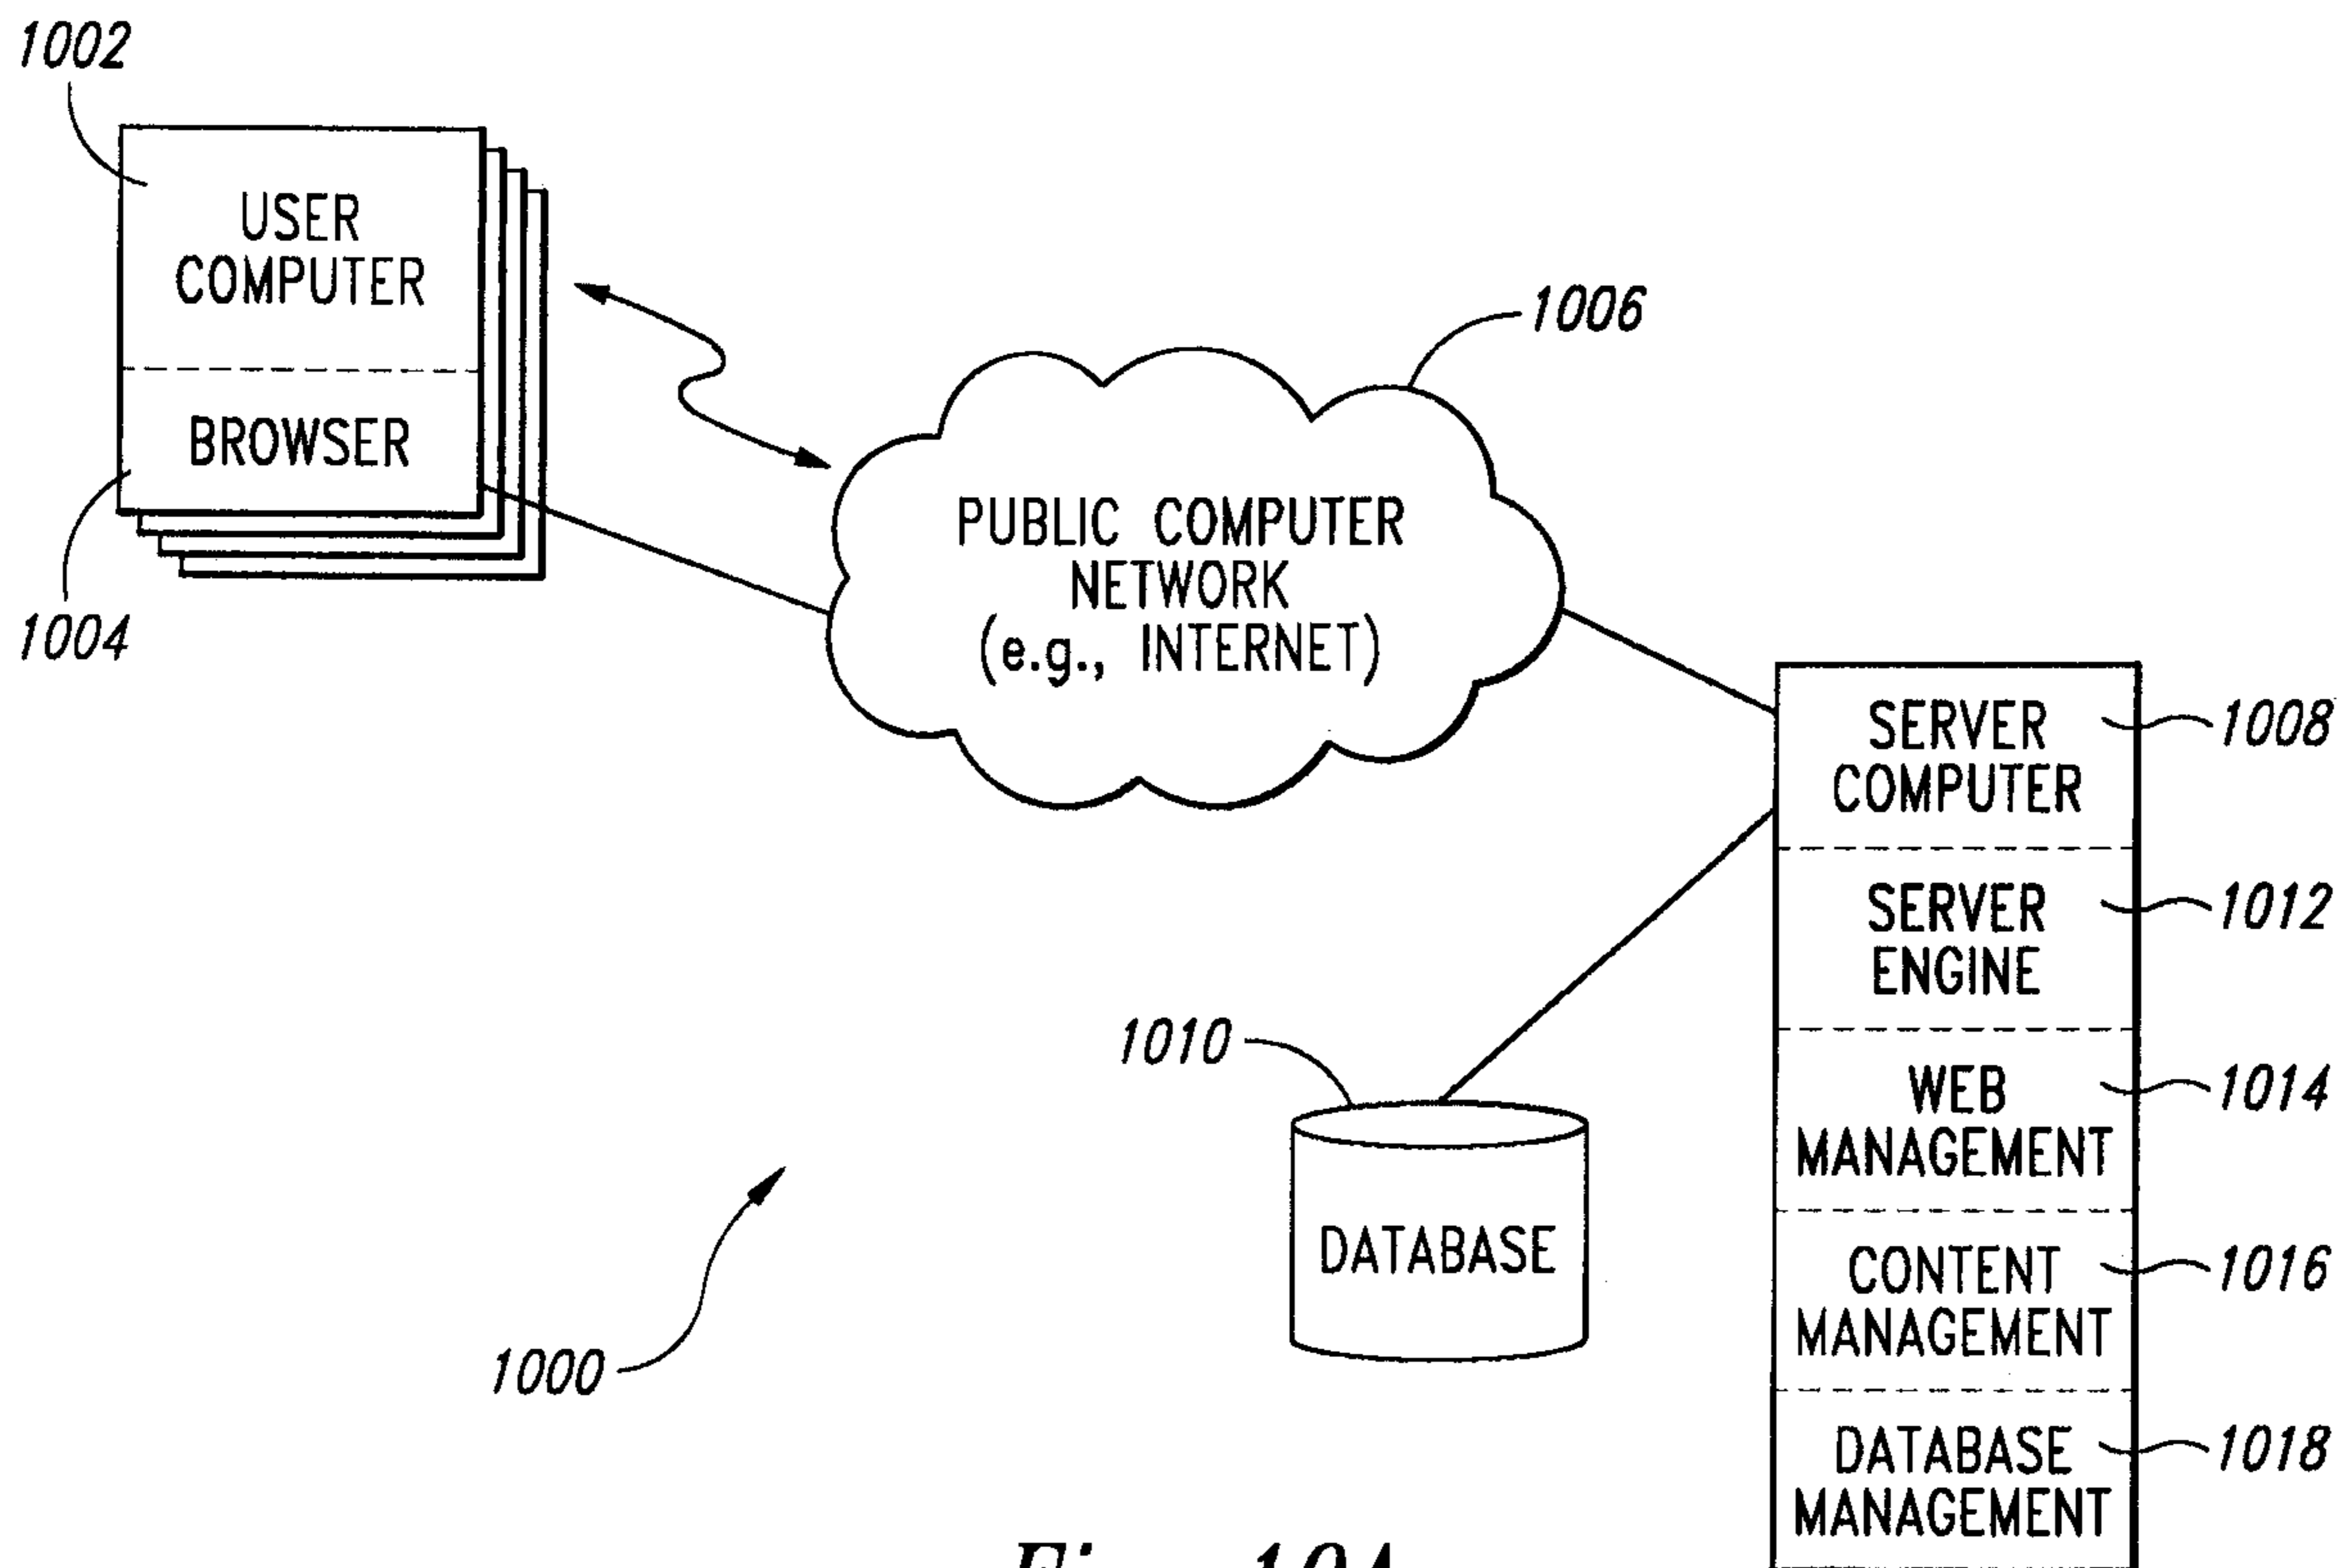 1002
USER
COMPUTER
BROWSER
1004
1006
PUBLIC COMPUTER
NETWORK
(e.g., INTERNET)
SERVER
COMPUTER
1008
SERVER
ENGINE
1012
WEB
MANAGEMENT
1014
CONTENT
MANAGEMENT
1016
DATABASE
MANAGEMENT
1018
1010
DATABASE
1000